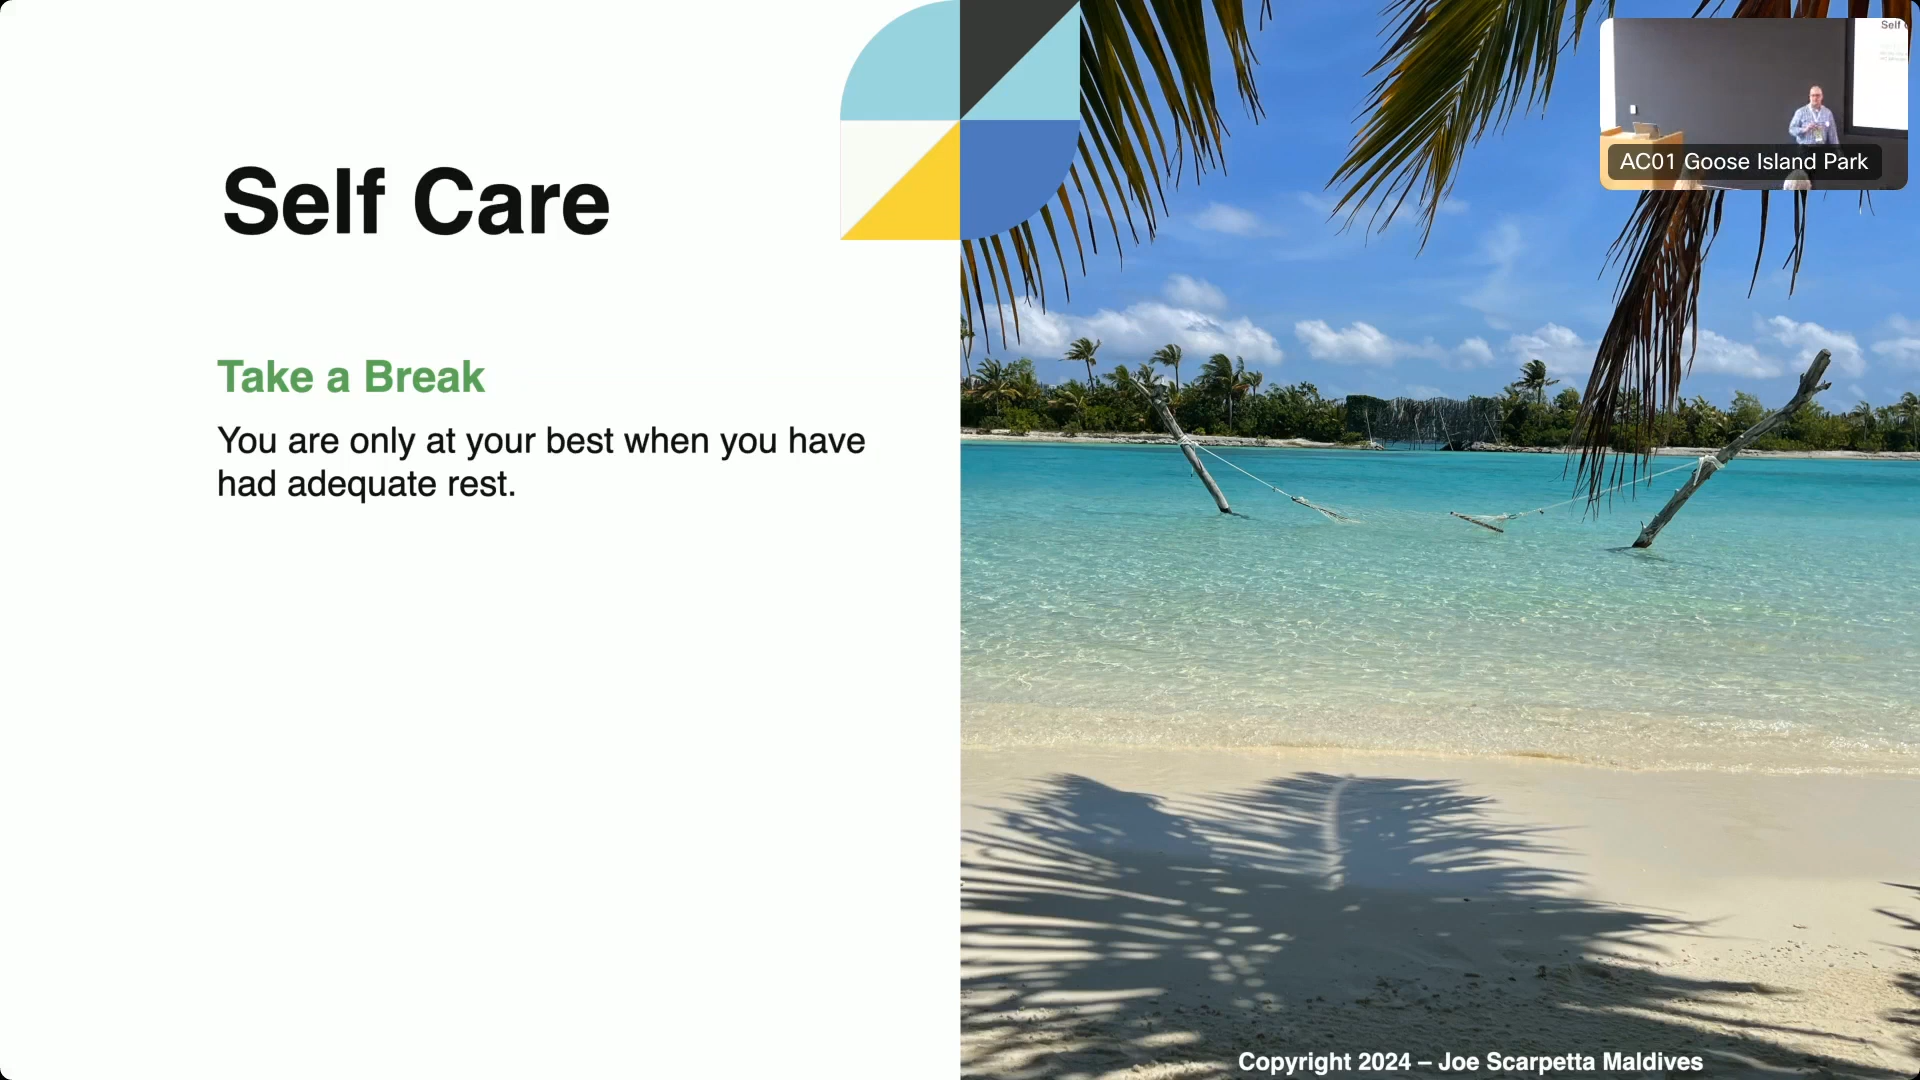 Self Care
Take a Break
You are only at your best when you have
had adequate rest.
AC01 Goose Island Park
Self
Copyright 2024 – Joe Scarpetta Maldives